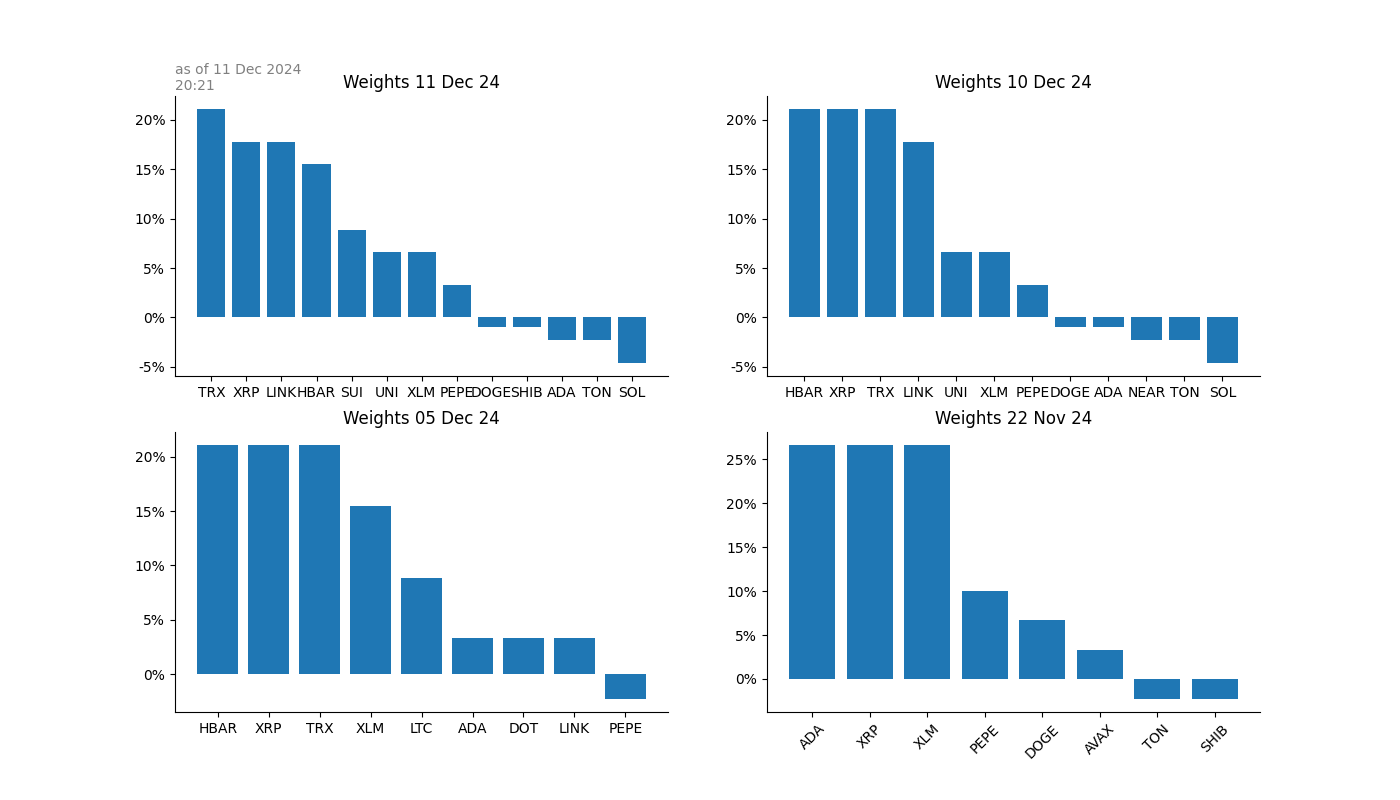 as of 11 Dec 2024
20:21
Weights 11 Dec 24
20%
15%
10%
5%
0%
-5%
TRX XRP LINK HBAR SUI UNI XLM PEPE DOGE SHIB ADA TON SOL
Weights 10 Dec 24
20%
15%
10%
5%
0%
-5%
HBAR XRP TRX LINK UNI XLM PEPE DOGE ADA NEAR TON SOL
Weights 05 Dec 24
20%
15%
10%
5%
0%
HBAR XRP TRX XLM LTC ADA DOT LINK PEPE
Weights 22 Nov 24
25%
20%
15%
10%
5%
0%
ADA XRP XLM PEPE DOGE AVAX TON SHIB